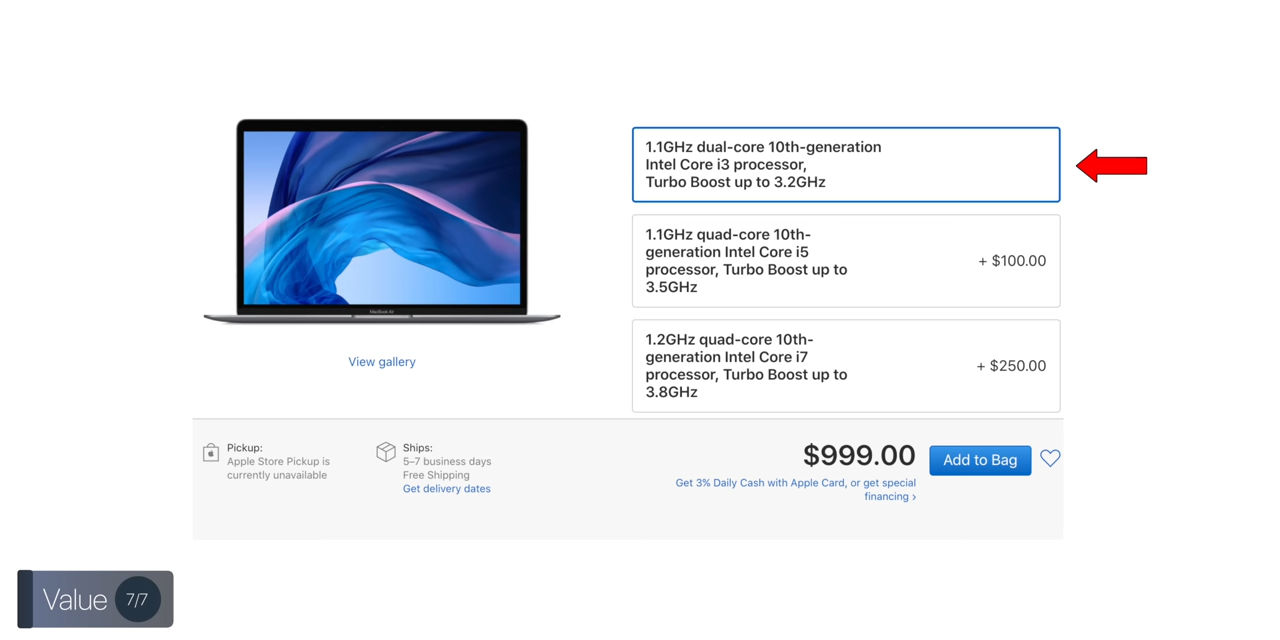 1.1GHz dual-core 10th-generation
Intel Core i3 processor,
Turbo Boost up to 3.2GHz
1.1GHz quad-core 10th-
generation Intel Core i5
processor, Turbo Boost up to
3.5GHz
+ $100.00
1.2GHz quad-core 10th-
generation Intel Core i7
processor, Turbo Boost up to
3.8GHz
+ $250.00
MacBook Air
View gallery
Pickup:
Apple Store Pickup is
currently unavailable
Ships:
5–7 business days
Free Shipping
Get delivery dates
$999.00
Add to Bag
Get 3% Daily Cash with Apple Card, or get special
financing ›
Value 7/7